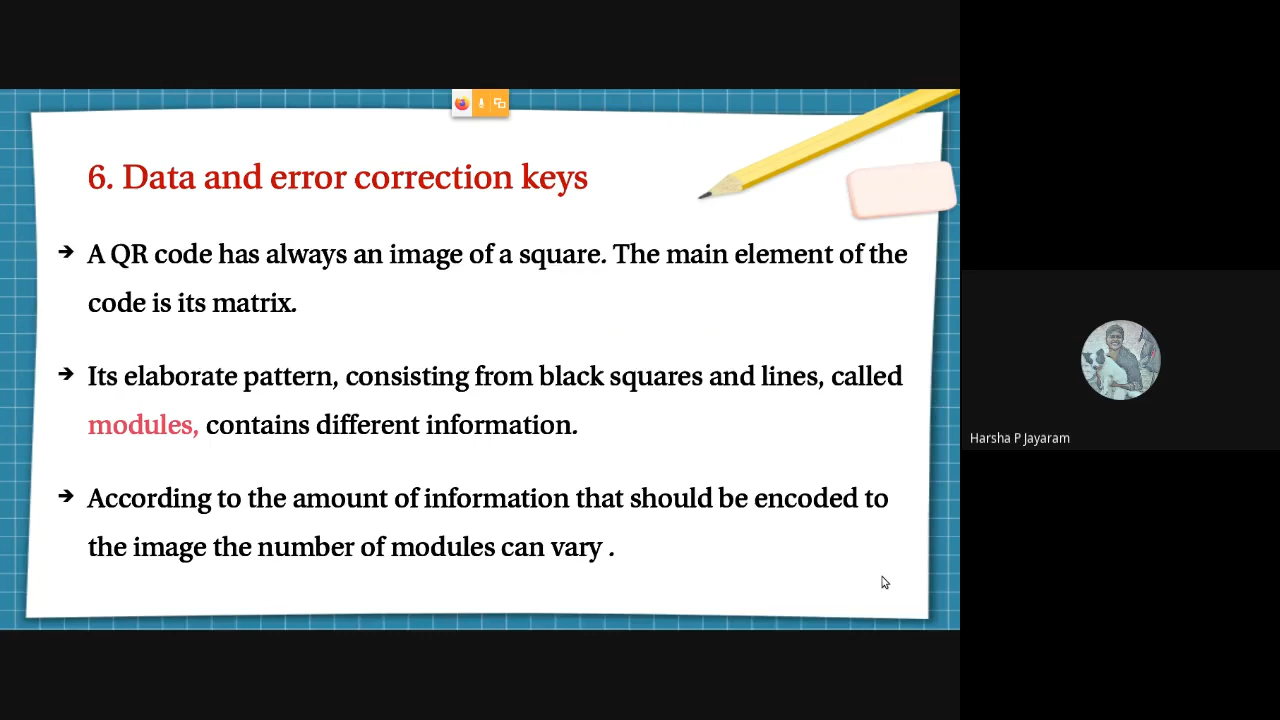 6. Data and error correction keys
➔ A QR code has always an image of a square. The main element of the
code is its matrix.
➔ Its elaborate pattern, consisting from black squares and lines, called
modules, contains different information.
➔ According to the amount of information that should be encoded to
the image the number of modules can vary .
Harsha P Jayaram